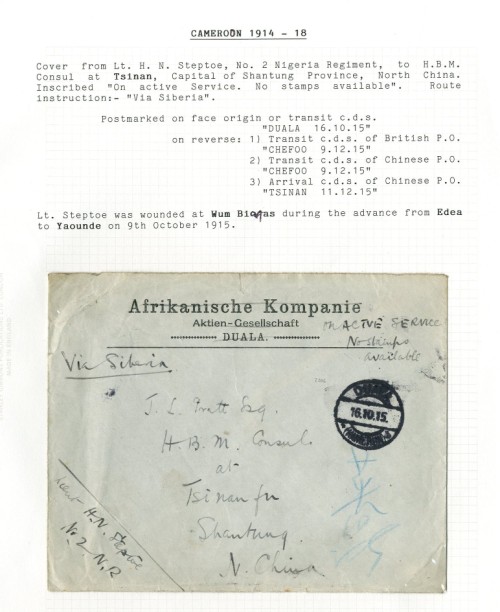 CAMEROON 1914 - 18
Cover from Lt. H. N. Steptoe, No. 2 Nigeria Regiment, to H.B.M.
Consul at Tsinan, Capital of Shantung Province, North China.
Inscribed "On active Service. No stamps available". Route
instruction:- "Via Siberia".
Postmarked on face origin or transit c.d.s.
"DUALA 16.10.15"
on reverse: 1) Transit c.d.s. of British P.O.
"CHEFOO 9.12.15"
2) Transit c.d.s. of Chinese P.O.
"CHEFOO 9.12.15"
3) Arrival c.d.s. of Chinese P.O.
"TSINAN 11.12.15"
Lt. Steptoe was wounded at Wum Biagas during the advance from Edea
to Yaounde on 9th October 1915.
Afrikanische Kompanie
Aktien-Gesellschaft
DUALA.
ON ACTIVE SERVICE
No stamps
available
Via Siberia
16.10.15.
J. L. Pratt Esq.
H.B.M. Consul
at
Tsinanfu
Shantung.
N. China
Lieut H.N. Steptoe
No 2 N.R